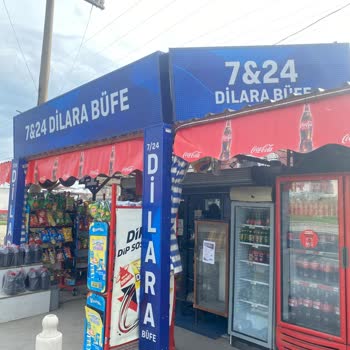 7&24 DİLARA BÜFE
7&24
DİLARA BÜFE
Coca-Cola
Coca-Cola
7/24
DİLARA
BÜFE